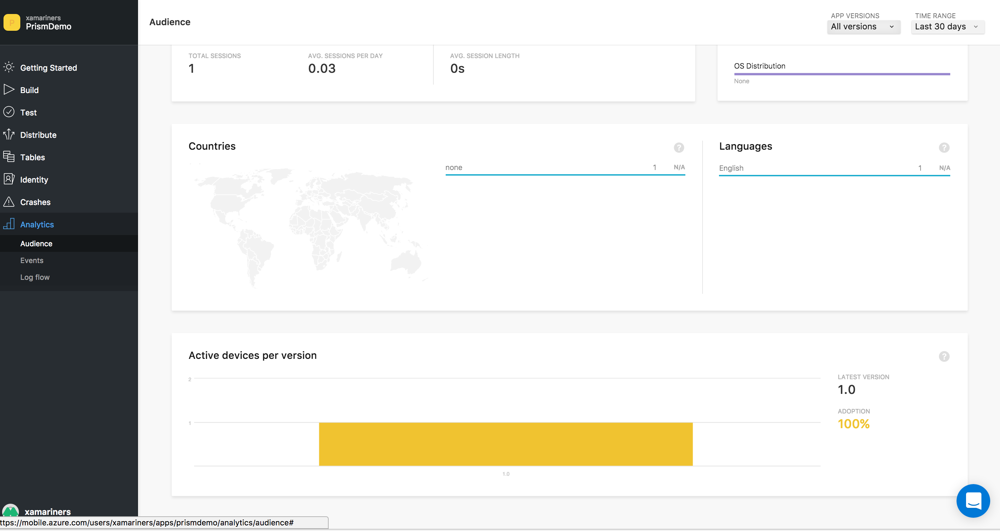 P
xamariners
PrismDemo
Getting Started
Build
Test
Distribute
Tables
Identity
Crashes
Analytics
Audience
Events
Log flow
xamariners
ttps://mobile.azure.com/users/xamariners/apps/prismdemo/analytics/audience#
Audience
APP VERSIONS
All versions
TIME RANGE
Last 30 days
TOTAL SESSIONS
1
AVG. SESSIONS PER DAY
0.03
AVG. SESSION LENGTH
0s
OS Distribution
None
Countries
?
none 1 N/A
Languages
?
English 1 N/A
Active devices per version
?
2
1
1.0
LATEST VERSION
1.0
ADOPTION
100%